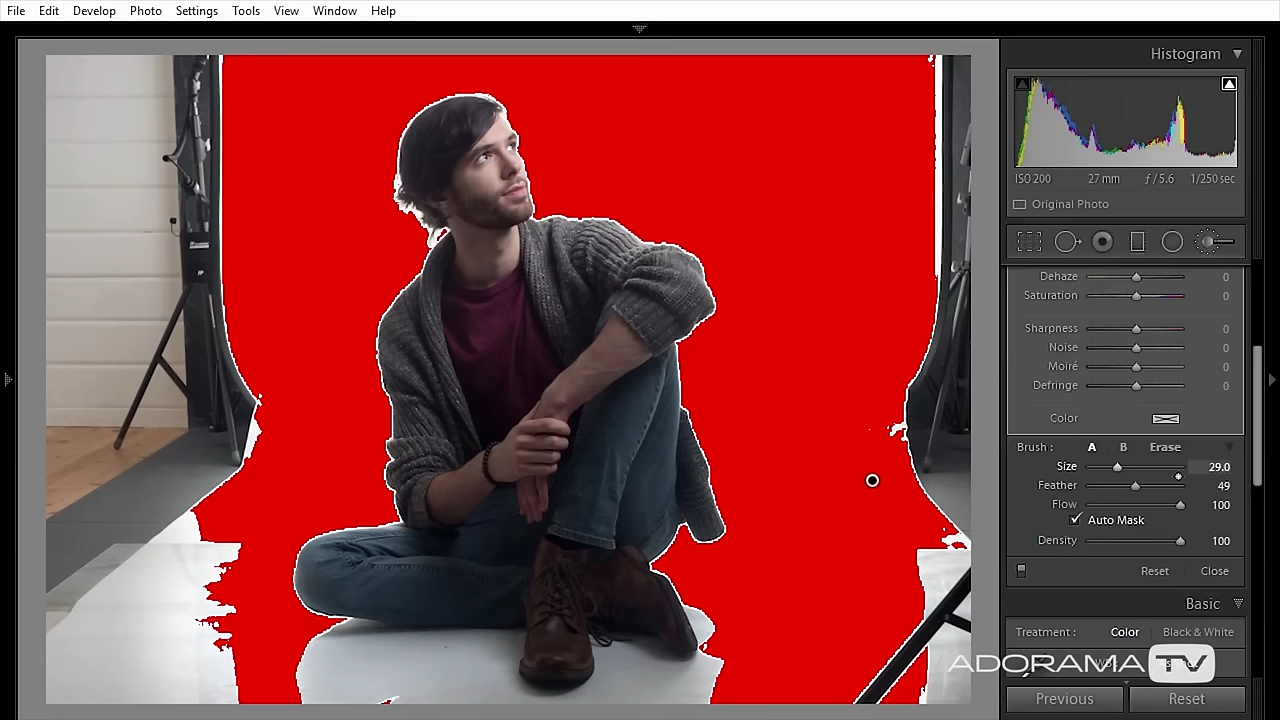 File Edit Develop Photo Settings Tools View Window Help
Histogram
ISO 200 27 mm ƒ / 5.6 1/250 sec
Original Photo
Dehaze 0
Saturation 0
Sharpness 0
Noise 0
Moiré 0
Defringe 0
Color
Brush : A B Erase
Size 29.0
Feather 49
Flow 100
Auto Mask
Density 100
Reset Close
Basic
Treatment : Color Black & White
ADORAMA TV
Previous Reset